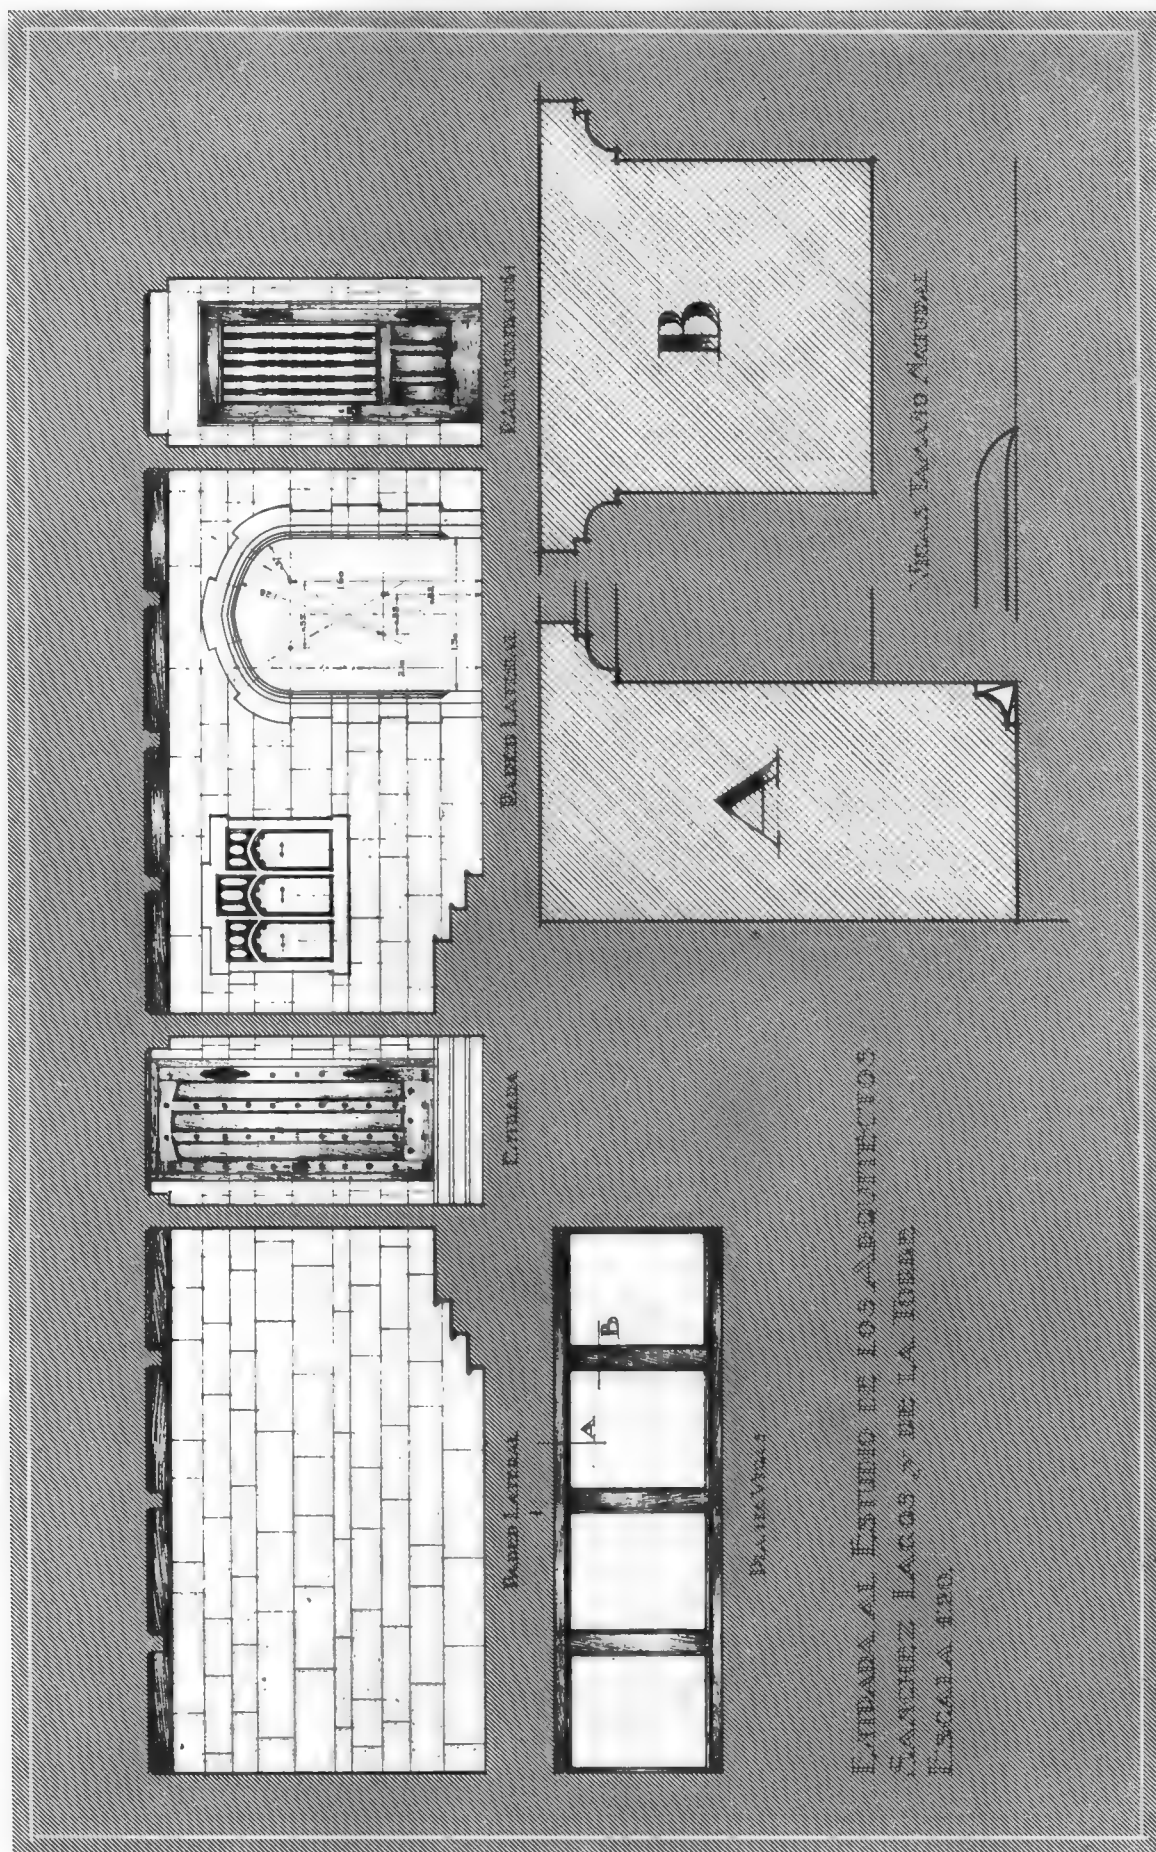 PARED LATERAL
ENTRADA
PARED LATERAL
A
B
PLANTA VIGAS
A
B
VIGAS TAMAÑO NATURAL
ENTRADA AL ESTUDIO DE LOS ARQUITECTOS
SANCHEZ LAGOS y DE LA TORRE
ESCALA 1:20.